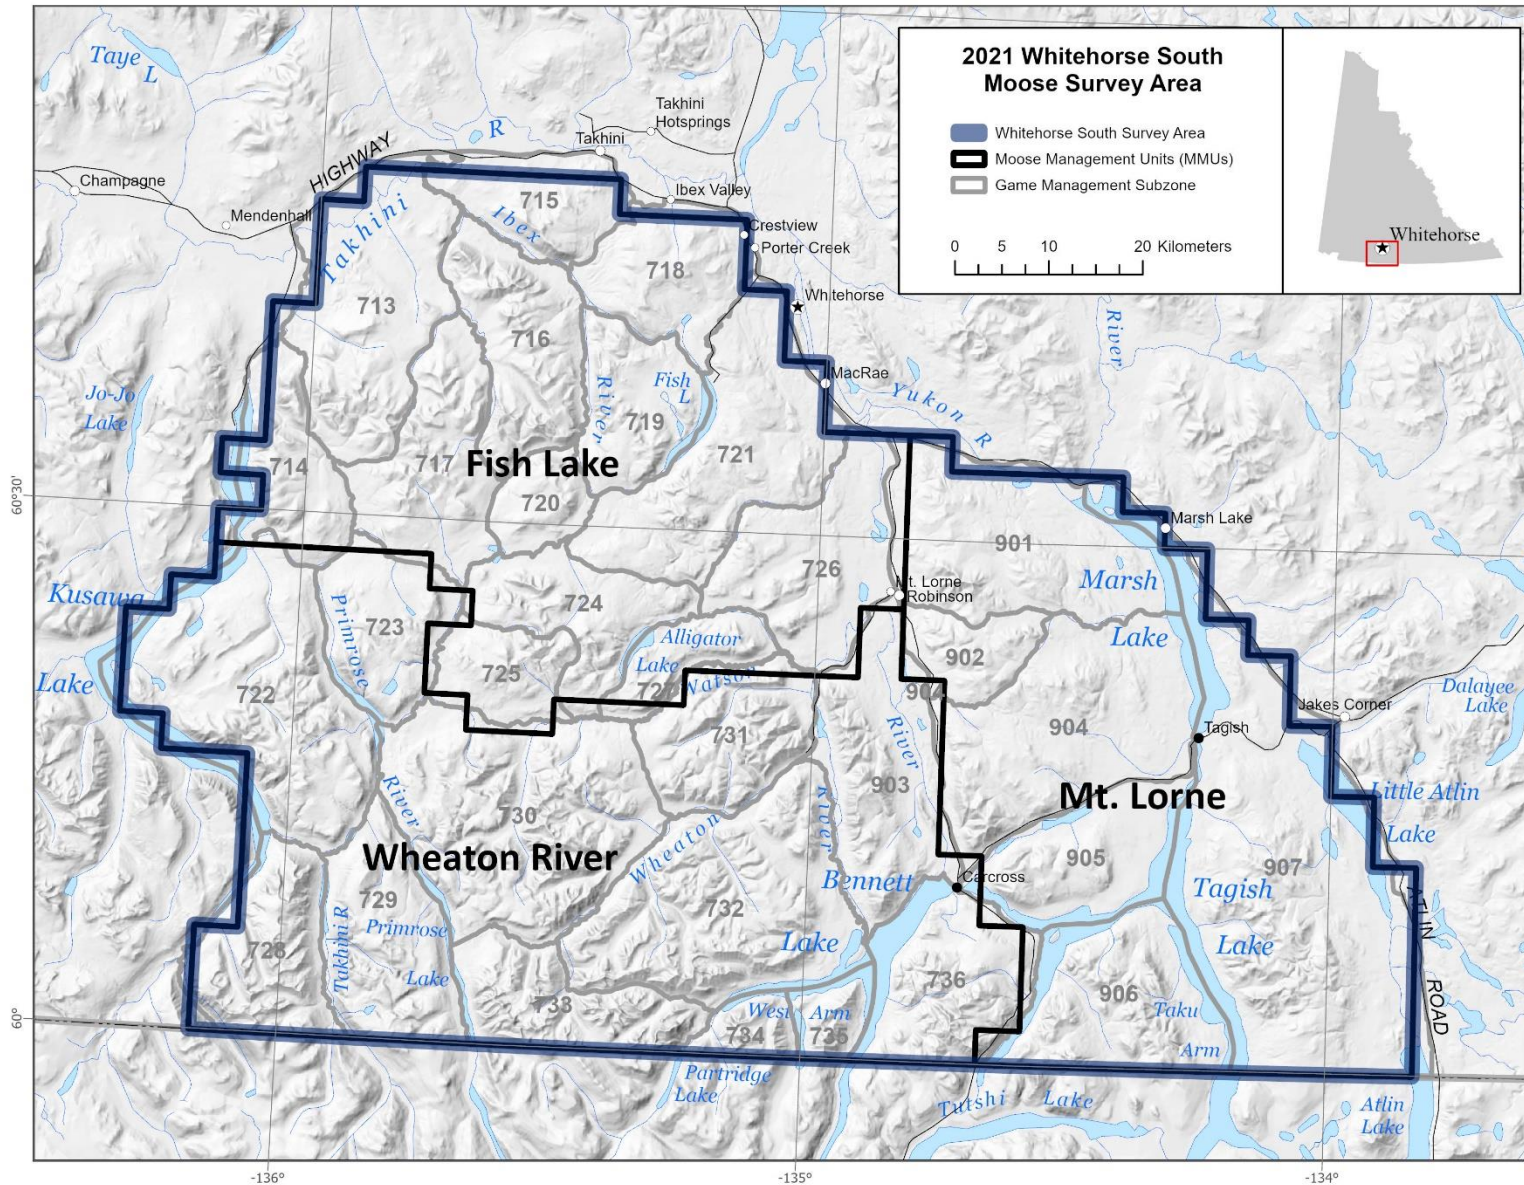 Taye
L
HIGHWAY
R
Takhini
Takhini
Hotsprings
Champagne
Mendenhall
Ibex Valley
Crestview
Porter Creek
Whitehorse
MacRae
2021 Whitehorse South
Moose Survey Area
Whitehorse South Survey Area
Moose Management Units (MMUs)
Game Management Subzone
0 5 10 20 Kilometers
Whitehorse
Takhini
Ibex
River
715
718
713
716
Jo-Jo
Lake
Fish
L
719
721
714
717
Fish Lake
720
Yukon R
River
60°30'
901
Marsh Lake
Marsh
Lake
Kusawa
Lake
Primrose
River
723
724
726
Mt. Lorne
Robinson
Alligator
Lake
Watson
River
725
727
902
904
904
722
731
903
River
Jakes Corner
Tagish
Dalayee
Lake
730
Mt. Lorne
Little Atlin
Lake
Wheaton River
Wheaton
905
907
Bennett
Lake
Carcross
Tagish
Lake
729
Primrose
Lake
732
Takhini R
728
733
736
906
Taku
Arm
West Arm
734
735
ATLIN
ROAD
60°
Partridge
Lake
Tutshi Lake
Atlin
Lake
-136°
-135°
-134°